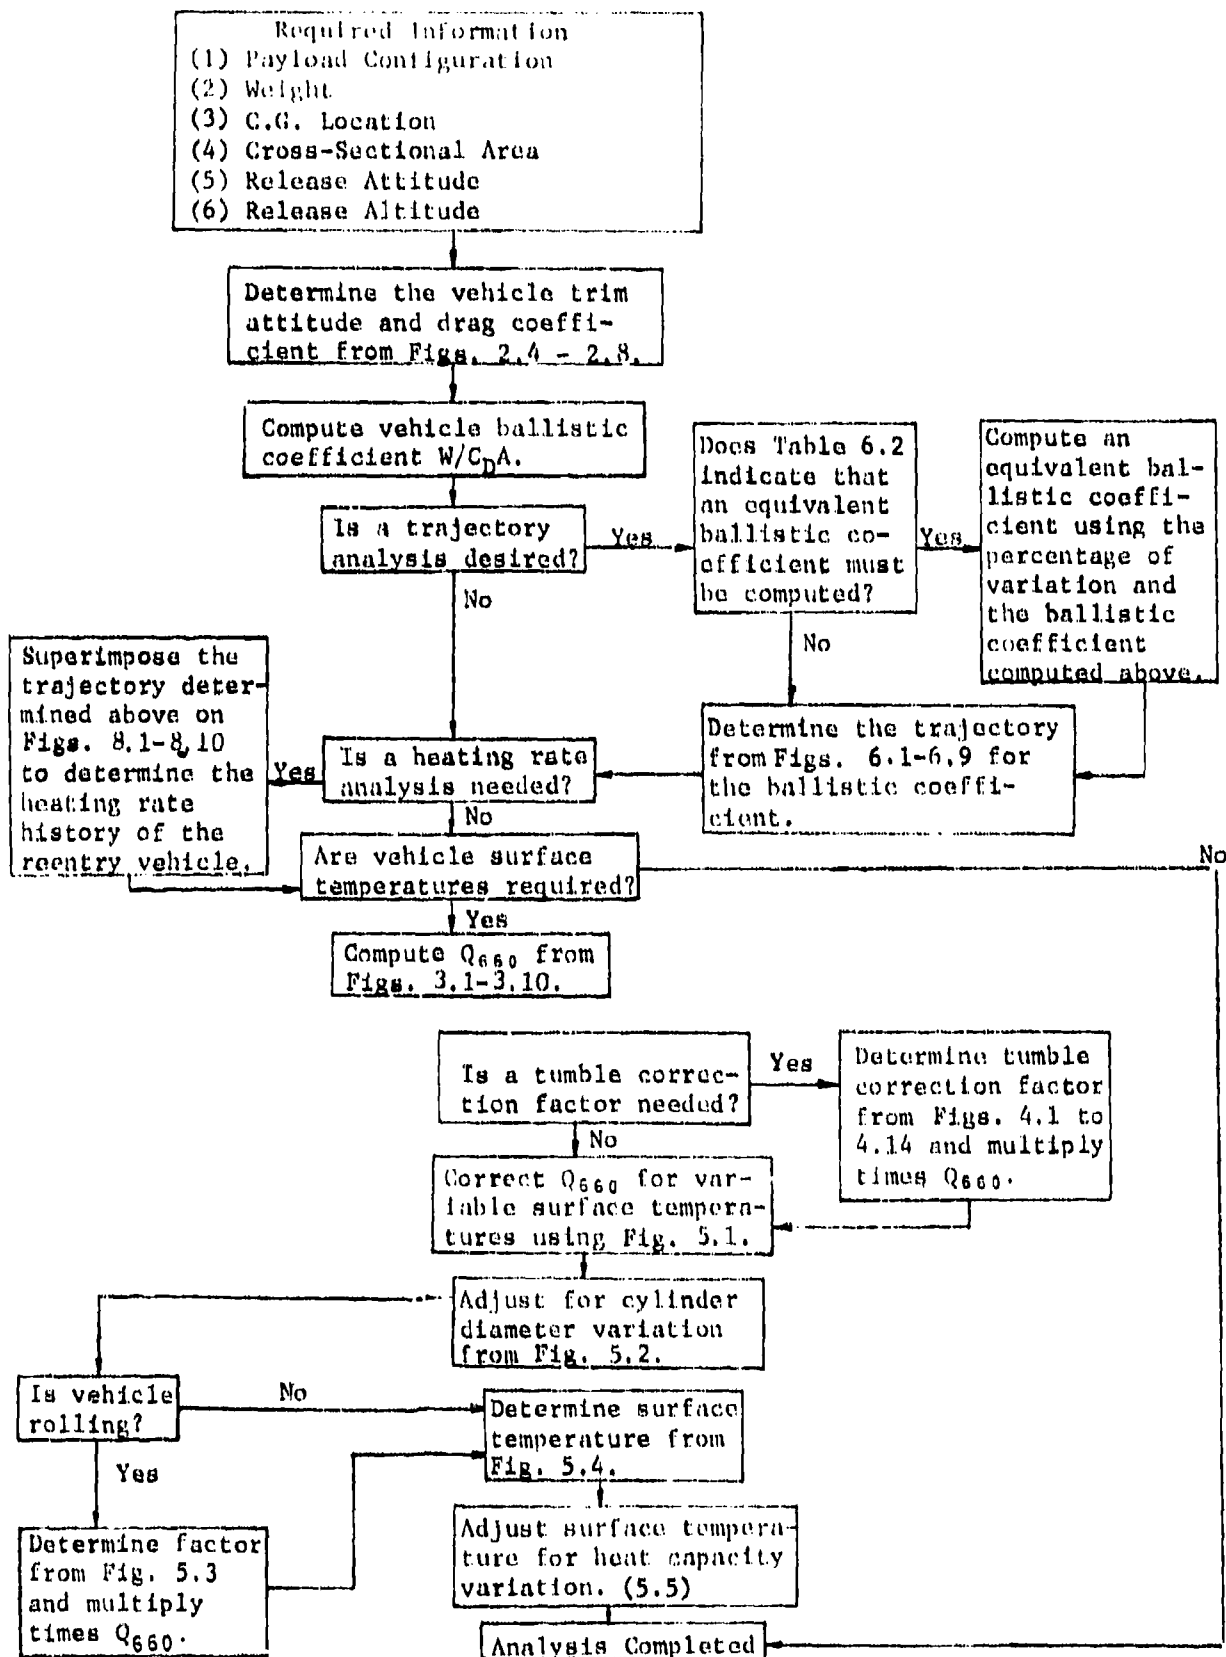 Required Information
(1) Payload Configuration
(2) Weight
(3) C.G. Location
(4) Cross-Sectional Area
(5) Release Attitude
(6) Release Altitude
Determine the vehicle trim
attitude and drag coeffi-
cient from Figs. 2.4 - 2.8.
Compute vehicle ballistic
coefficient W/CDA.
Is a trajectory
analysis desired?
Yes
No
Does Table 6.2
indicate that
an equivalent
ballistic co-
efficient must
be computed?
Yes
No
Compute an
equivalent bal-
listic coeffi-
cient using the
percentage of
variation and
the ballistic
coefficient
computed above.
Determine the trajectory
from Figs. 6.1-6.9 for
the ballistic coeffi-
cient.
Is a heating rate
analysis needed?
Yes
No
Superimpose the
trajectory deter-
mined above on
Figs. 8.1-8.10
to determine the
heating rate
history of the
reentry vehicle.
Are vehicle surface
temperatures required?
No
Yes
Compute Q660 from
Figs. 3.1-3.10.
Is a tumble correc-
tion factor needed?
Yes
No
Determine tumble
correction factor
from Figs. 4.1 to
4.14 and multiply
times Q660.
Correct Q660 for var-
iable surface tempera-
tures using Fig. 5.1.
Adjust for cylinder
diameter variation
from Fig. 5.2.
Is vehicle
rolling?
No
Yes
Determine surface
temperature from
Fig. 5.4.
Determine factor
from Fig. 5.3
and multiply
times Q660.
Adjust surface tempera-
ture for heat capacity
variation. (5.5)
Analysis Completed